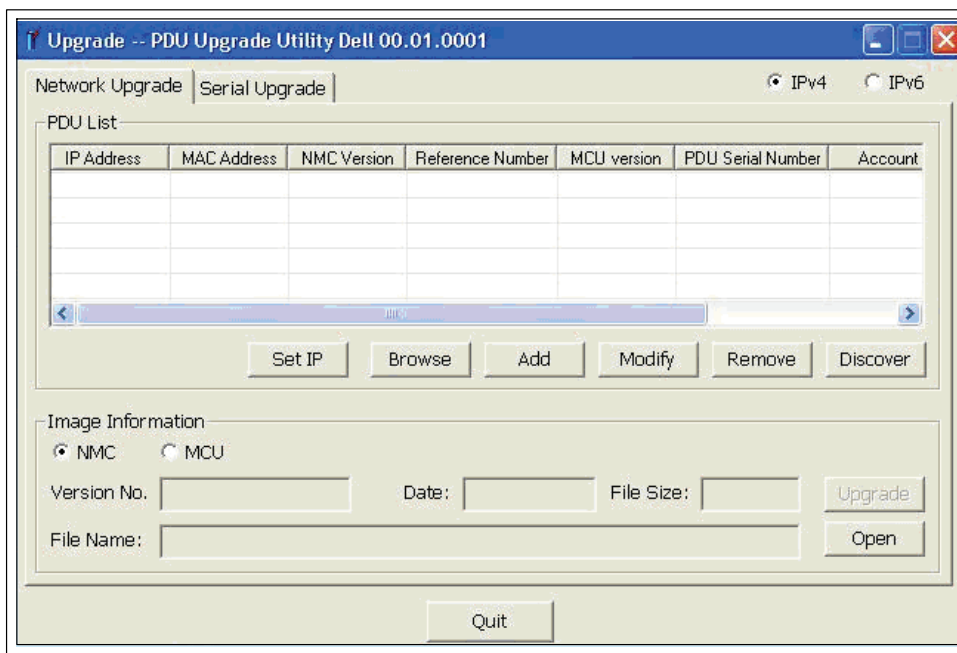 Upgrade -- PDU Upgrade Utility Dell 00.01.0001
Network Upgrade Serial Upgrade IPv4 IPv6
PDU List
IP Address MAC Address NMC Version Reference Number MCU version PDU Serial Number Account
Set IP Browse Add Modify Remove Discover
Image Information
NMC MCU
Version No. Date: File Size: Upgrade
File Name: Open
Quit